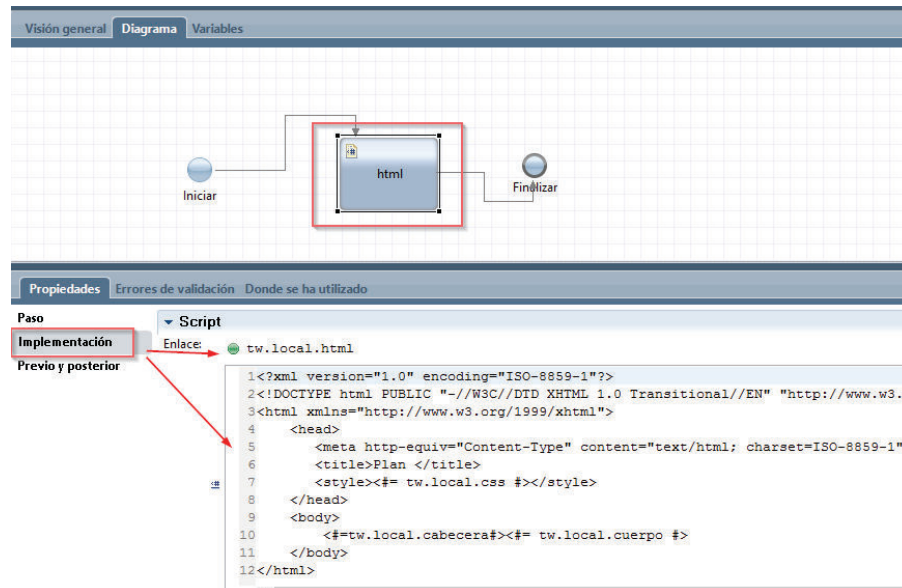 Visión general Diagrama Variables
html
Iniciar
Finalizar
Propiedades Errores de validación Donde se ha utilizado
Paso
Implementación
Previo y posterior
Script
Enlace: tw.local.html
1<?xml version="1.0" encoding="ISO-8859-1"?>
2<!DOCTYPE html PUBLIC "-//W3C//DTD XHTML 1.0 Transitional//EN" "http://www.w3.
3<html xmlns="http://www.w3.org/1999/xhtml">
4 <head>
5 <meta http-equiv="Content-Type" content="text/html; charset=ISO-8859-1"
6 <title>Plan </title>
7 <style><#= tw.local.css #></style>
8 </head>
9 <body>
10 <#=tw.local.cabecera#><#= tw.local.cuerpo #>
11 </body>
12</html>